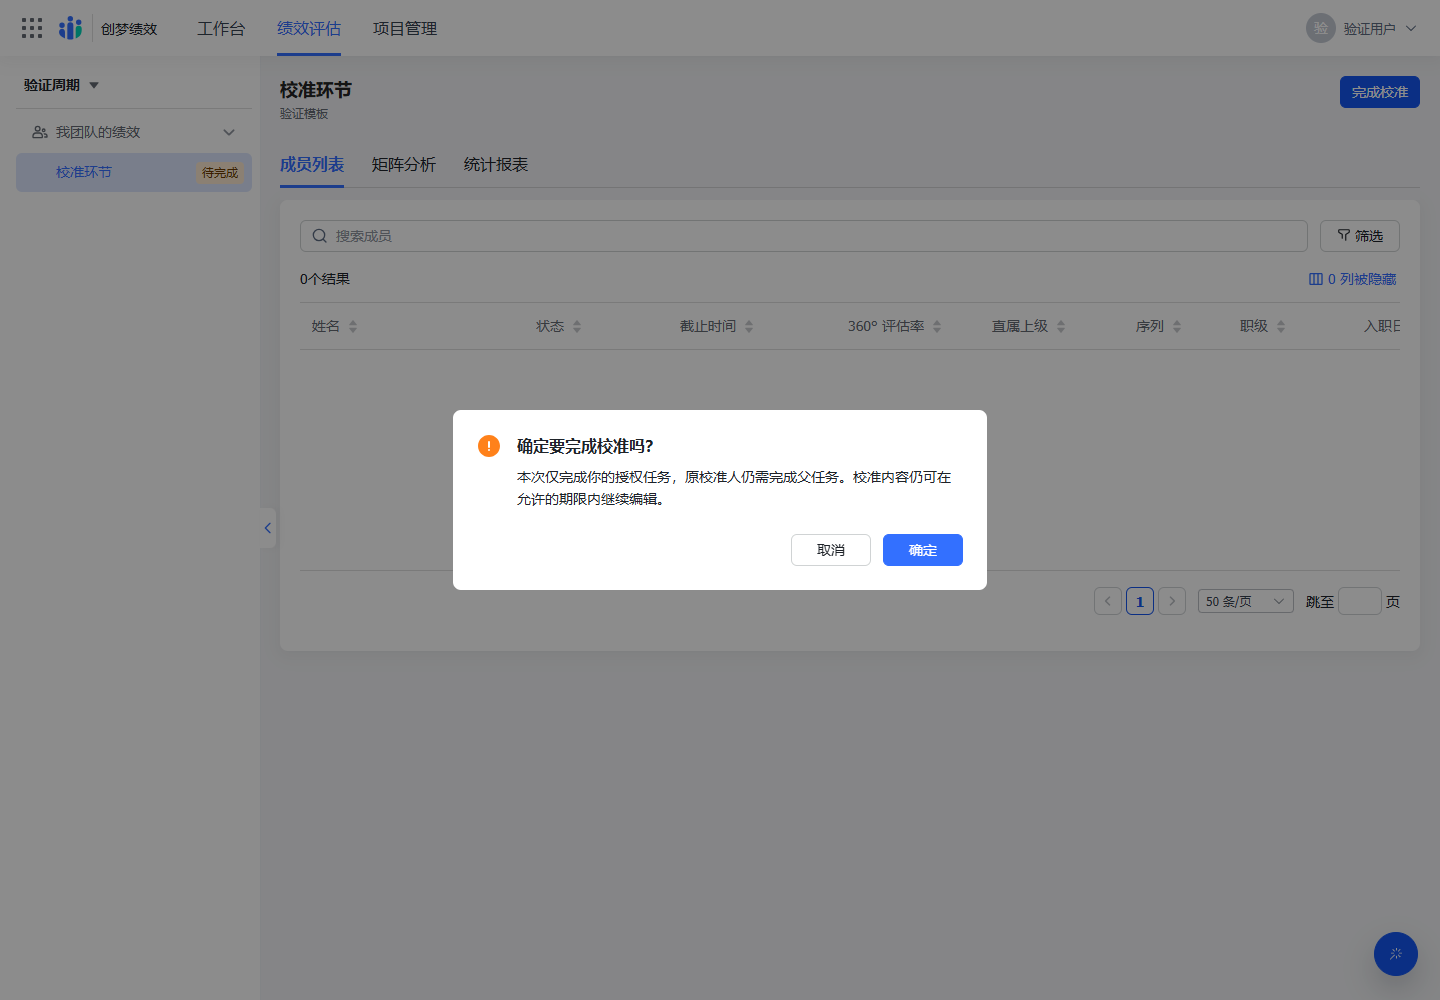 创梦绩效
工作台
绩效评估
项目管理
验
验证用户
验证周期
我团队的绩效
校准环节
待完成
校准环节
验证模板
完成校准
成员列表
矩阵分析
统计报表
搜索成员
筛选
0个结果
0 列被隐藏
姓名
状态
截止时间
360° 评估率
直属上级
序列
职级
入职日
确定要完成校准吗?
本次仅完成你的授权任务，原校准人仍需完成父任务。校准内容仍可在
允许的期限内继续编辑。
取消
确定
1
50 条/页
跳至
页